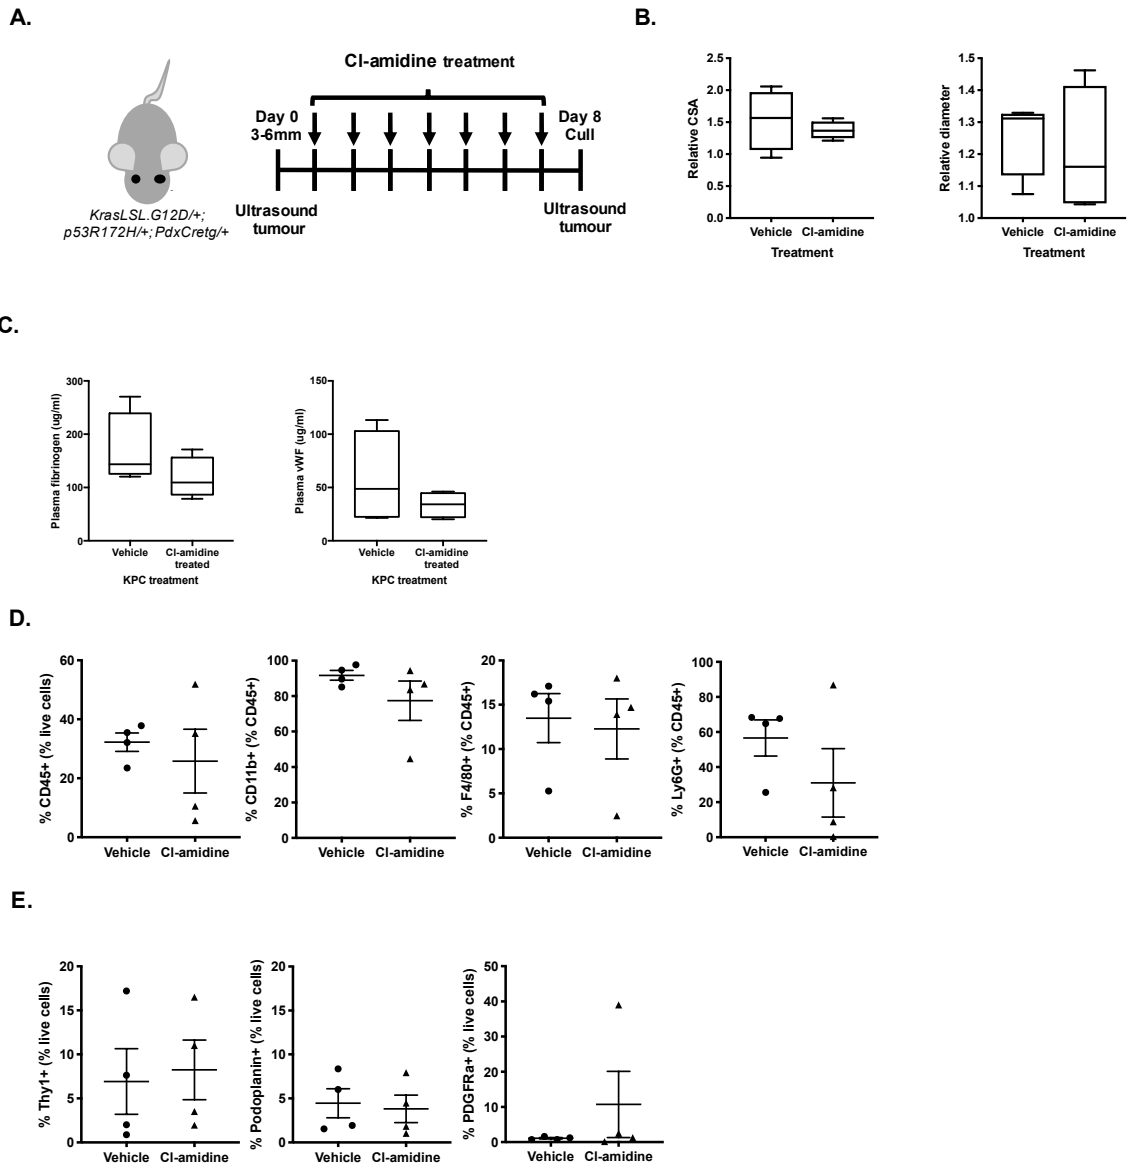 A.
Cl-amidine treatment
Day 0
3-6mm
Day 8
Cull
Ultrasound
tumour
Ultrasound
tumour
KrasLSL.G12D/+;
p53R172H/+; PdxCretg/+
B.
Relative CSA
2.5
2.0
1.5
1.0
0.5
0.0
Vehicle Cl-amidine
Treatment
Relative diameter
1.5
1.4
1.3
1.2
1.1
1.0
Vehicle Cl-amidine
Treatment
C.
Plasma fibrinogen (ug/ml)
300
200
100
0
Vehicle Cl-amidine
treated
KPC treatment
Plasma vWF (ug/ml)
150
100
50
0
Vehicle Cl-amidine
treated
KPC treatment
D.
% CD45+ (% live cells)
60
40
20
0
Vehicle Cl-amidine
% CD11b+ (% CD45+)
100
80
60
40
20
0
Vehicle Cl-amidine
% F4/80+ (% CD45+)
20
15
10
5
0
Vehicle Cl-amidine
% Ly6G+ (% CD45+)
100
80
60
40
20
0
Vehicle Cl-amidine
E.
% Thy1+ (% live cells)
20
15
10
5
0
Vehicle Cl-amidine
% Podoplanin+ (% live cells)
20
15
10
5
0
Vehicle Cl-amidine
% PDGFRa+ (% live cells)
50
40
30
20
10
0
Vehicle Cl-amidine